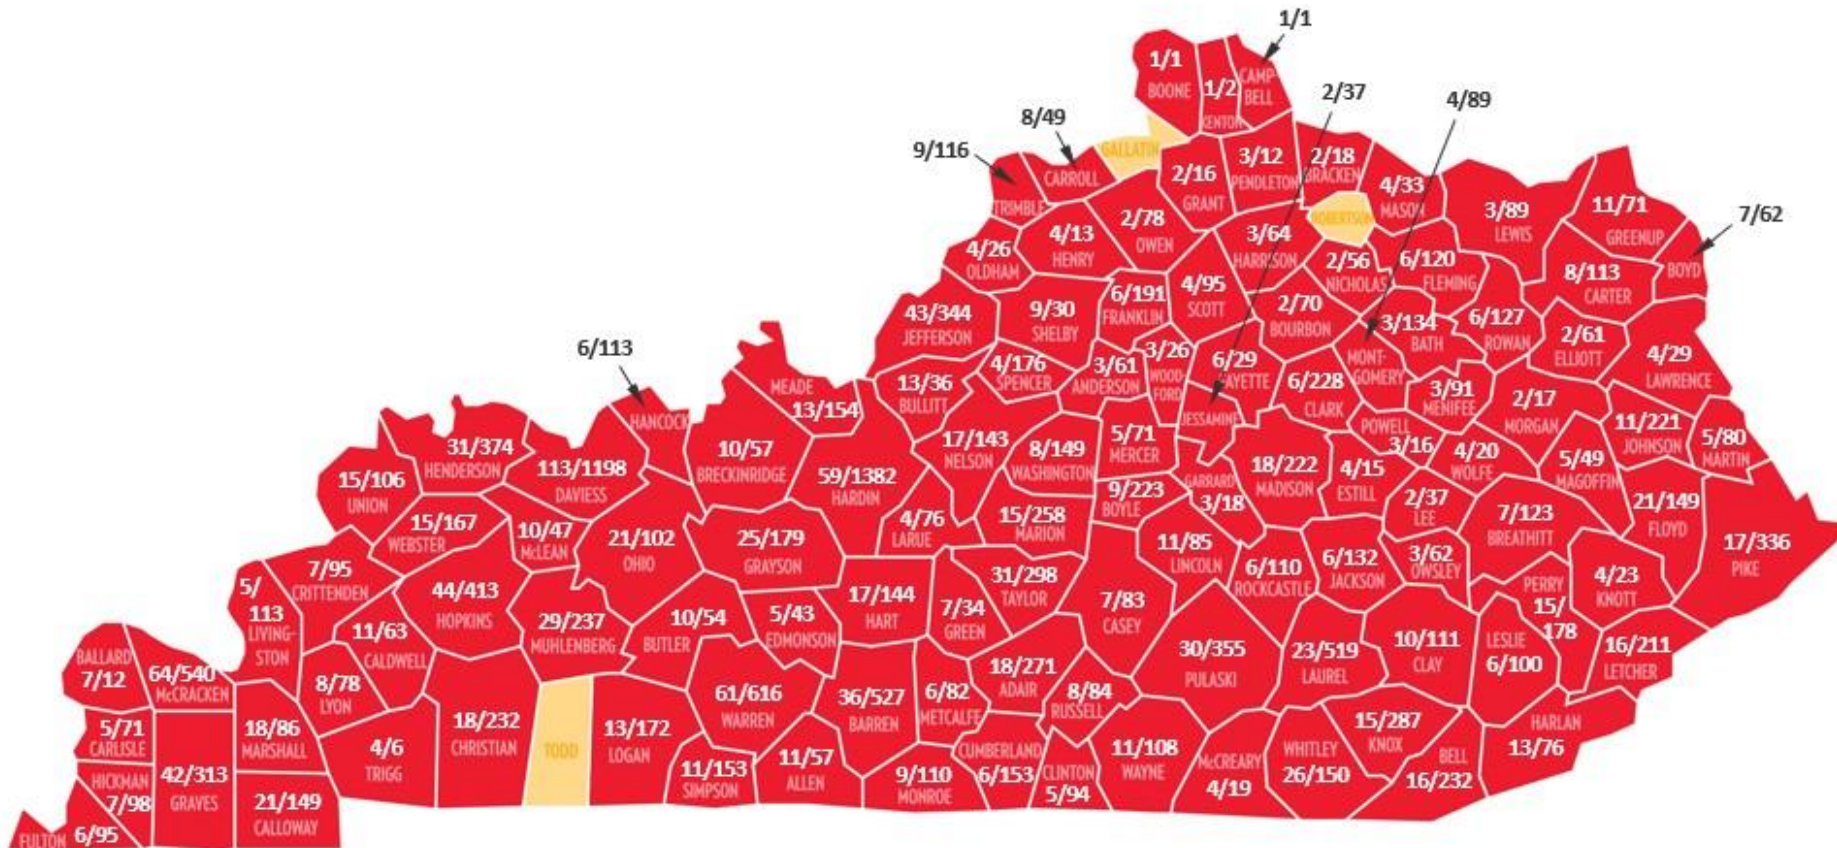 1/1
1/1
BOONE
1/2
KENTON
CAMP-
BELL
2/37
4/89
8/49
9/116
GALLATIN
CARROLL
TRIMBLE
2/16
GRANT
3/12
PENDLETON
2/18
BRACKEN
4/33
MASON
ROBERTSON
3/89
LEWIS
11/71
GREENUP
7/62
BOYD
4/26
OLDHAM
4/13
HENRY
2/78
OWEN
3/64
HARRISON
2/56
NICHOLAS
6/120
FLEMING
8/113
CARTER
43/344
JEFFERSON
9/30
SHELBY
6/191
FRANKLIN
4/95
SCOTT
2/70
BOURBON
3/134
BATH
6/127
ROWAN
2/61
ELLIOTT
4/29
LAWRENCE
6/113
HANCOCK
MEADE
13/154
13/36
BULLITT
4/176
SPENCER
3/61
ANDERSON
3/26
WOOD-
FORD
6/29
FAYETTE
JESSAMINE
6/228
CLARK
MONT-
GOMERY
3/91
MENIFEE
2/17
MORGAN
11/221
JOHNSON
5/80
MARTIN
POWELL
3/16
31/374
HENDERSON
113/1198
DAVIESS
10/57
BRECKINRIDGE
59/1382
HARDIN
17/143
NELSON
8/149
WASHINGTON
5/71
MERCER
GARRARD
3/18
18/222
MADISON
4/15
ESTILL
4/20
WOLFE
5/49
MAGOFFIN
15/106
UNION
15/167
WEBSTER
10/47
McLEAN
21/102
OHIO
25/179
GRAYSON
4/76
LARUE
15/258
MARION
9/223
BOYLE
11/85
LINCOLN
6/110
ROCKCASTLE
6/132
JACKSON
2/37
LEE
3/62
OWSLEY
7/123
BREATHITT
21/149
FLOYD
17/336
PIKE
7/95
CRITTENDEN
5/
113
LIVING-
STON
44/413
HOPKINS
11/63
CALDWELL
29/237
MUHLENBERG
10/54
BUTLER
5/43
EDMONSON
17/144
HART
7/34
GREEN
31/298
TAYLOR
7/83
CASEY
30/355
PULASKI
23/519
LAUREL
10/111
CLAY
LESLIE
6/100
PERRY
15/
178
4/23
KNOTT
16/211
LETCHER
BALLARD
7/12
64/540
McCRACKEN
8/78
LYON
18/232
CHRISTIAN
TODD
13/172
LOGAN
61/616
WARREN
36/527
BARREN
6/82
METCALFE
18/271
ADAIR
8/84
RUSSELL
5/71
CARLISLE
42/313
GRAVES
18/86
MARSHALL
4/6
TRIGG
11/153
SIMPSON
11/57
ALLEN
9/110
MONROE
CUMBERLAND
6/153
CLINTON
5/94
11/108
WAYNE
McCREARY
4/19
WHITLEY
26/150
15/287
KNOX
BELL
16/232
HARLAN
13/76
HICKMAN
7/98
FULTON
6/95
21/149
CALLOWAY